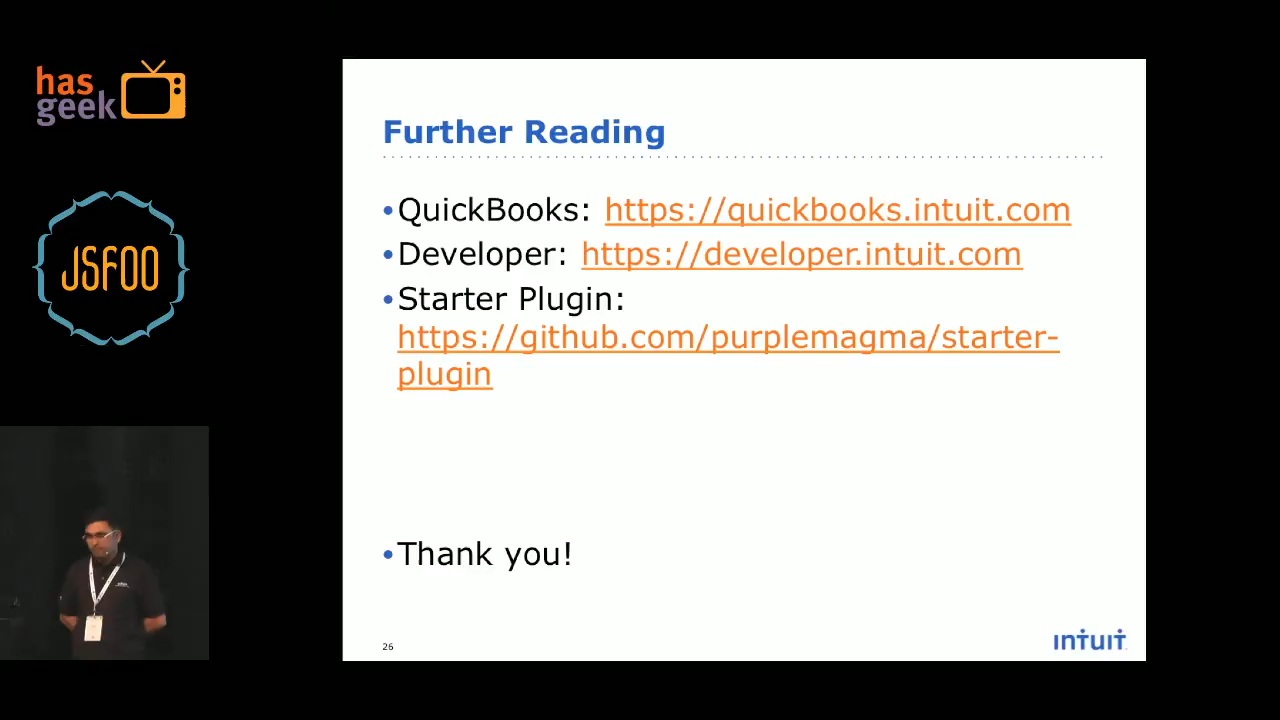 has
geek
JSFOO
Further Reading
•QuickBooks: https://quickbooks.intuit.com
•Developer: https://developer.intuit.com
•Starter Plugin:
https://github.com/purplemagma/starter-
plugin
•Thank you!
26
intuit